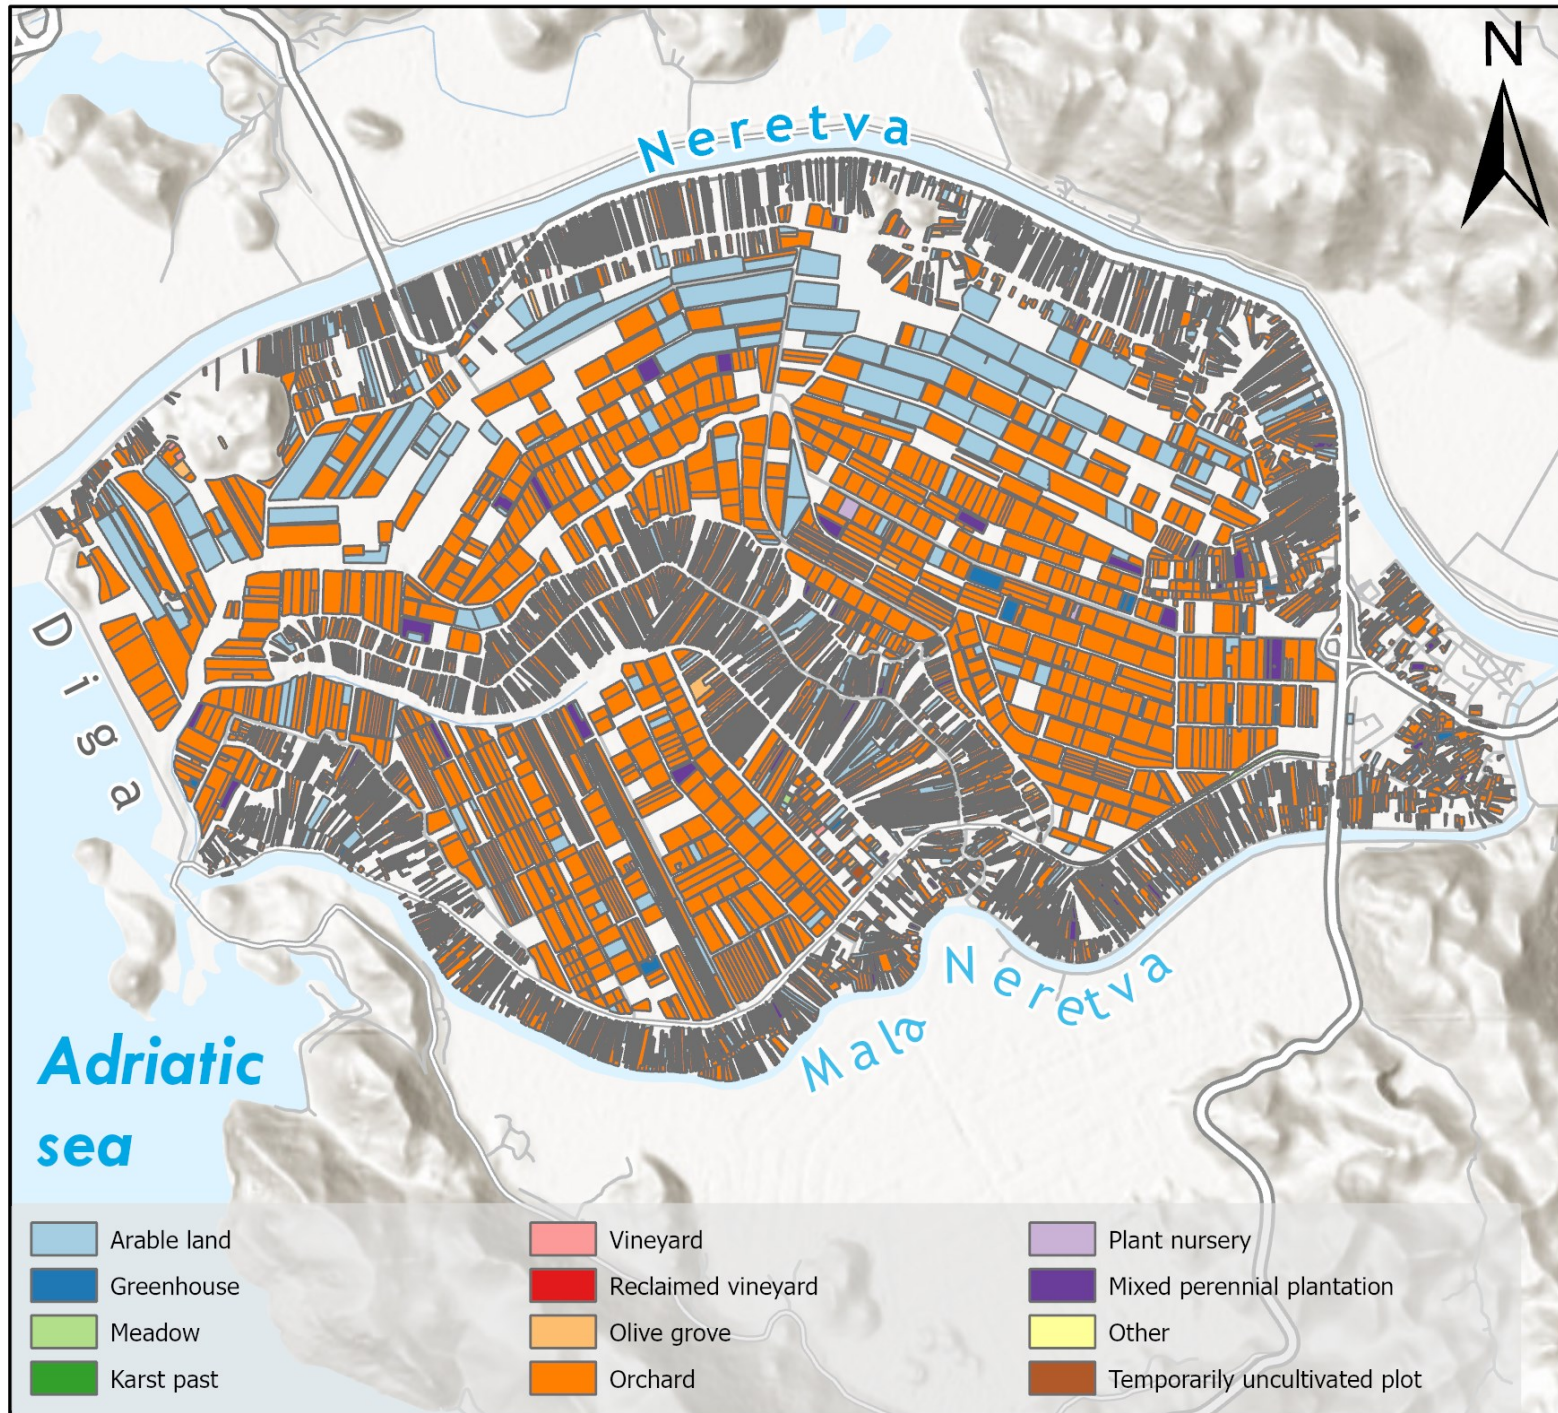 N
Neretva
Diga
Mala Neretva
Adriatic
sea
Arable land
Greenhouse
Meadow
Karst past
Vineyard
Reclaimed vineyard
Olive grove
Orchard
Plant nursery
Mixed perennial plantation
Other
Temporarily uncultivated plot